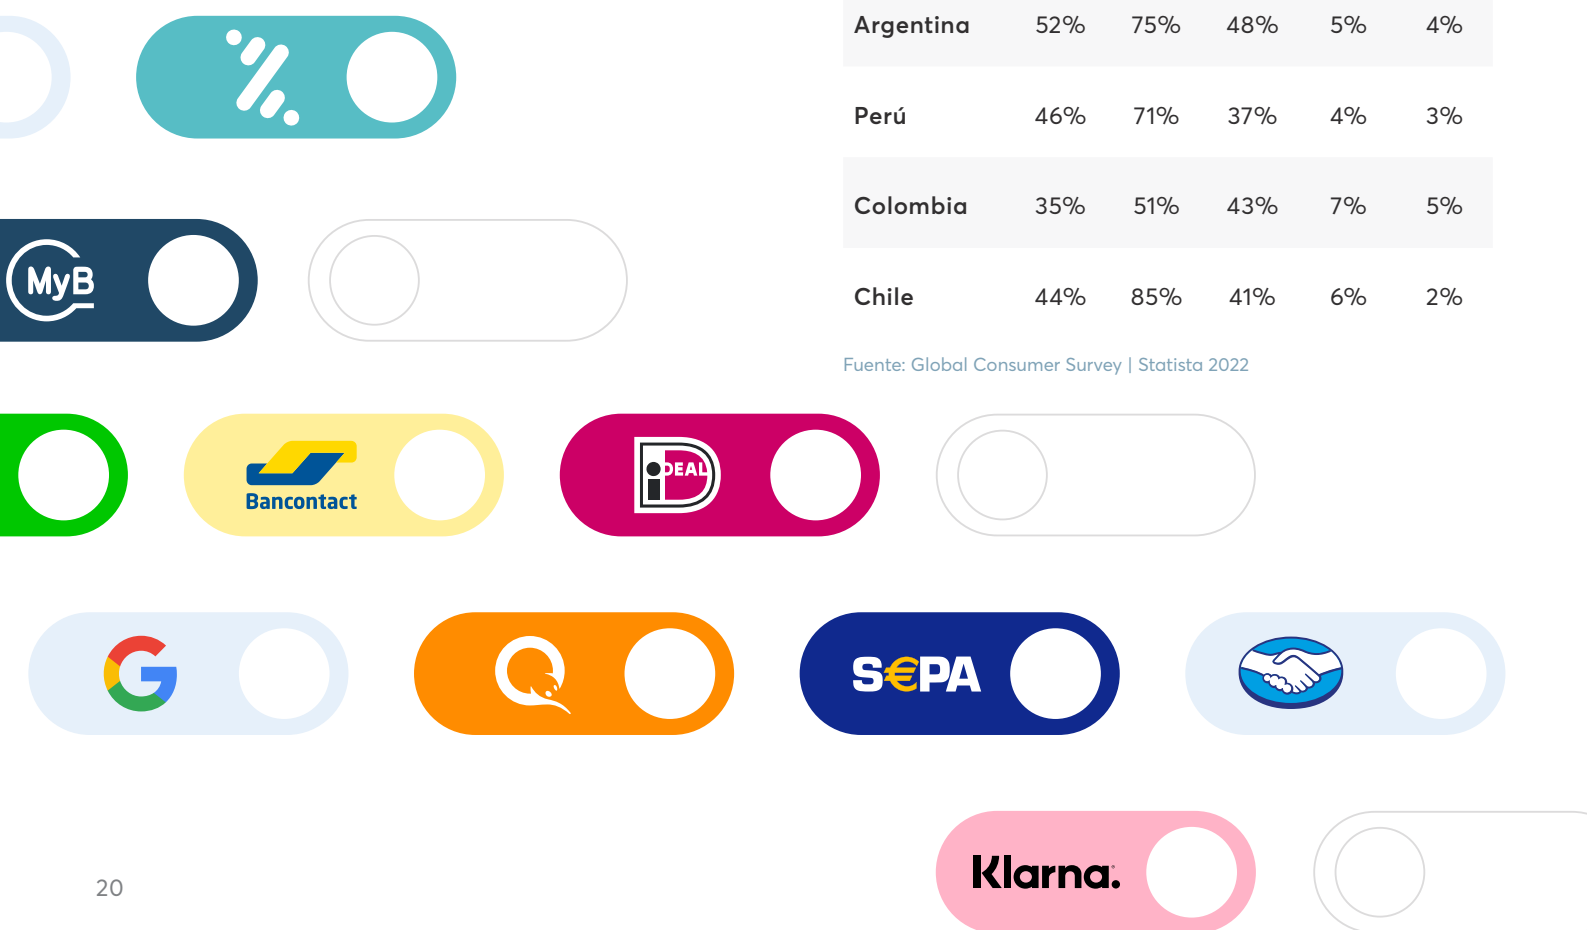 Argentina 52% 75% 48% 5% 4%
Perú 46% 71% 37% 4% 3%
Colombia 35% 51% 43% 7% 5%
Chile 44% 85% 41% 6% 2%
Fuente: Global Consumer Survey | Statista 2022
MyB
Bancontact
iDEAL
S€PA
Klarna.
20